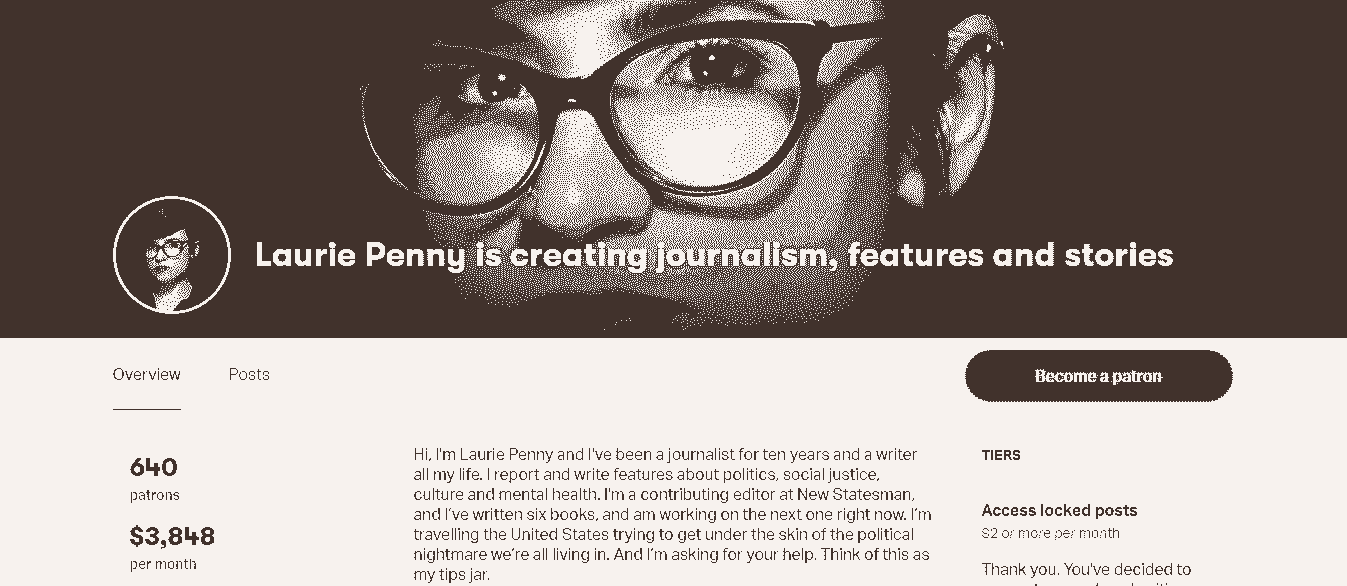 Laurie Penny is creating journalism, features and stories
Overview
Posts
Become a patron
640
patrons
$3,848
per month
Hi, I'm Laurie Penny and I've been a journalist for ten years and a writer
all my life. I report and write features about politics, social justice,
culture and mental health. I'm a contributing editor at New Statesman,
and I've written six books, and am working on the next one right now. I'm
travelling the United States trying to get under the skin of the political
nightmare we're all living in. And I'm asking for your help. Think of this as
my tips jar.
TIERS
Access locked posts
$2 or more per month
Thank you. You've decided to